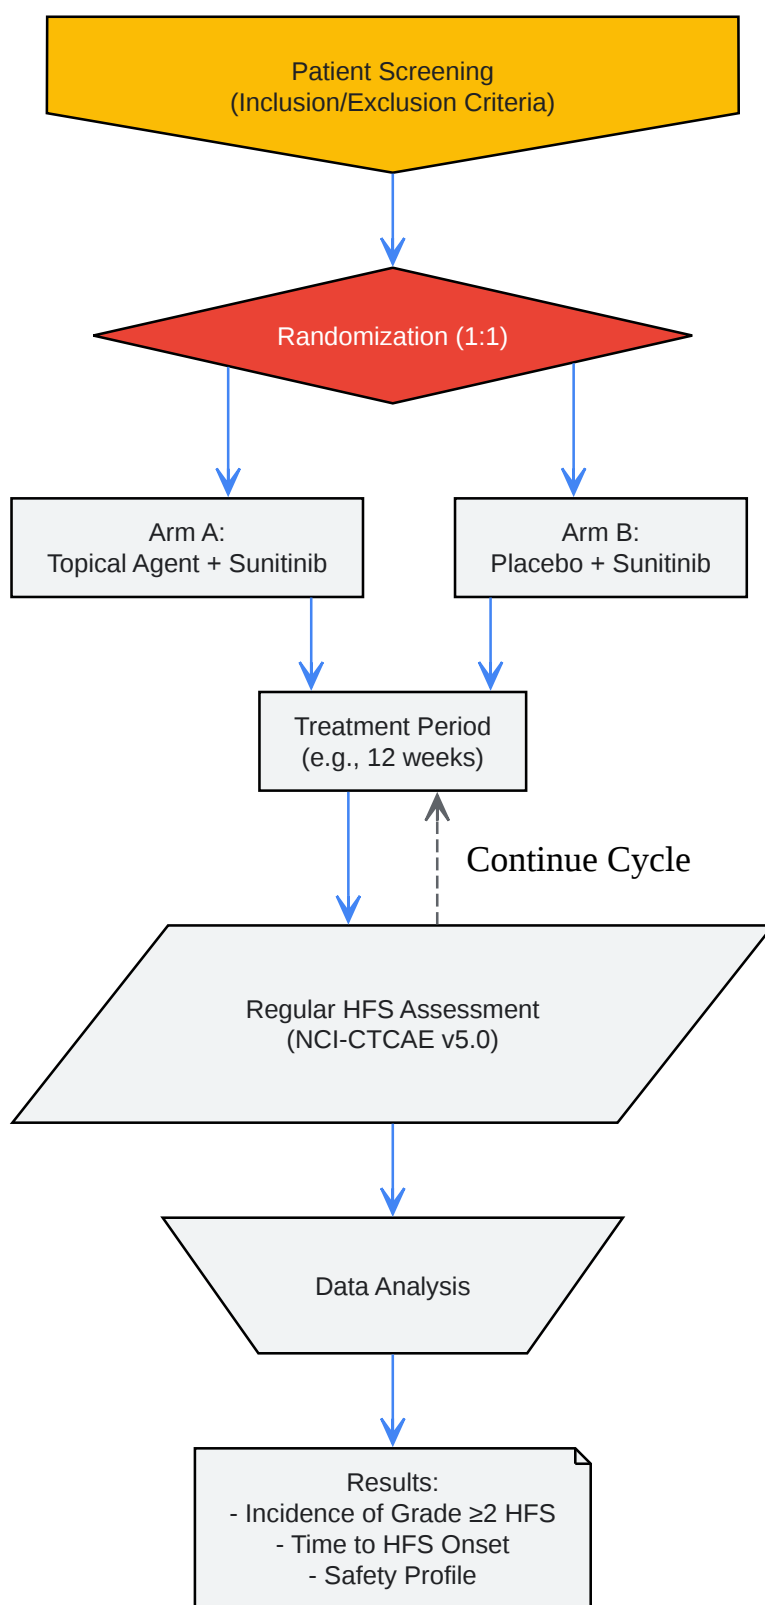 Patient Screening
(Inclusion/Exclusion Criteria)
Randomization (1:1)
Arm A:
Topical Agent + Sunitinib
Arm B:
Placebo + Sunitinib
Treatment Period
(e.g., 12 weeks)
Continue Cycle
Regular HFS Assessment
(NCI-CTCAE v5.0)
Data Analysis
Results:
- Incidence of Grade ≥2 HFS
- Time to HFS Onset
- Safety Profile